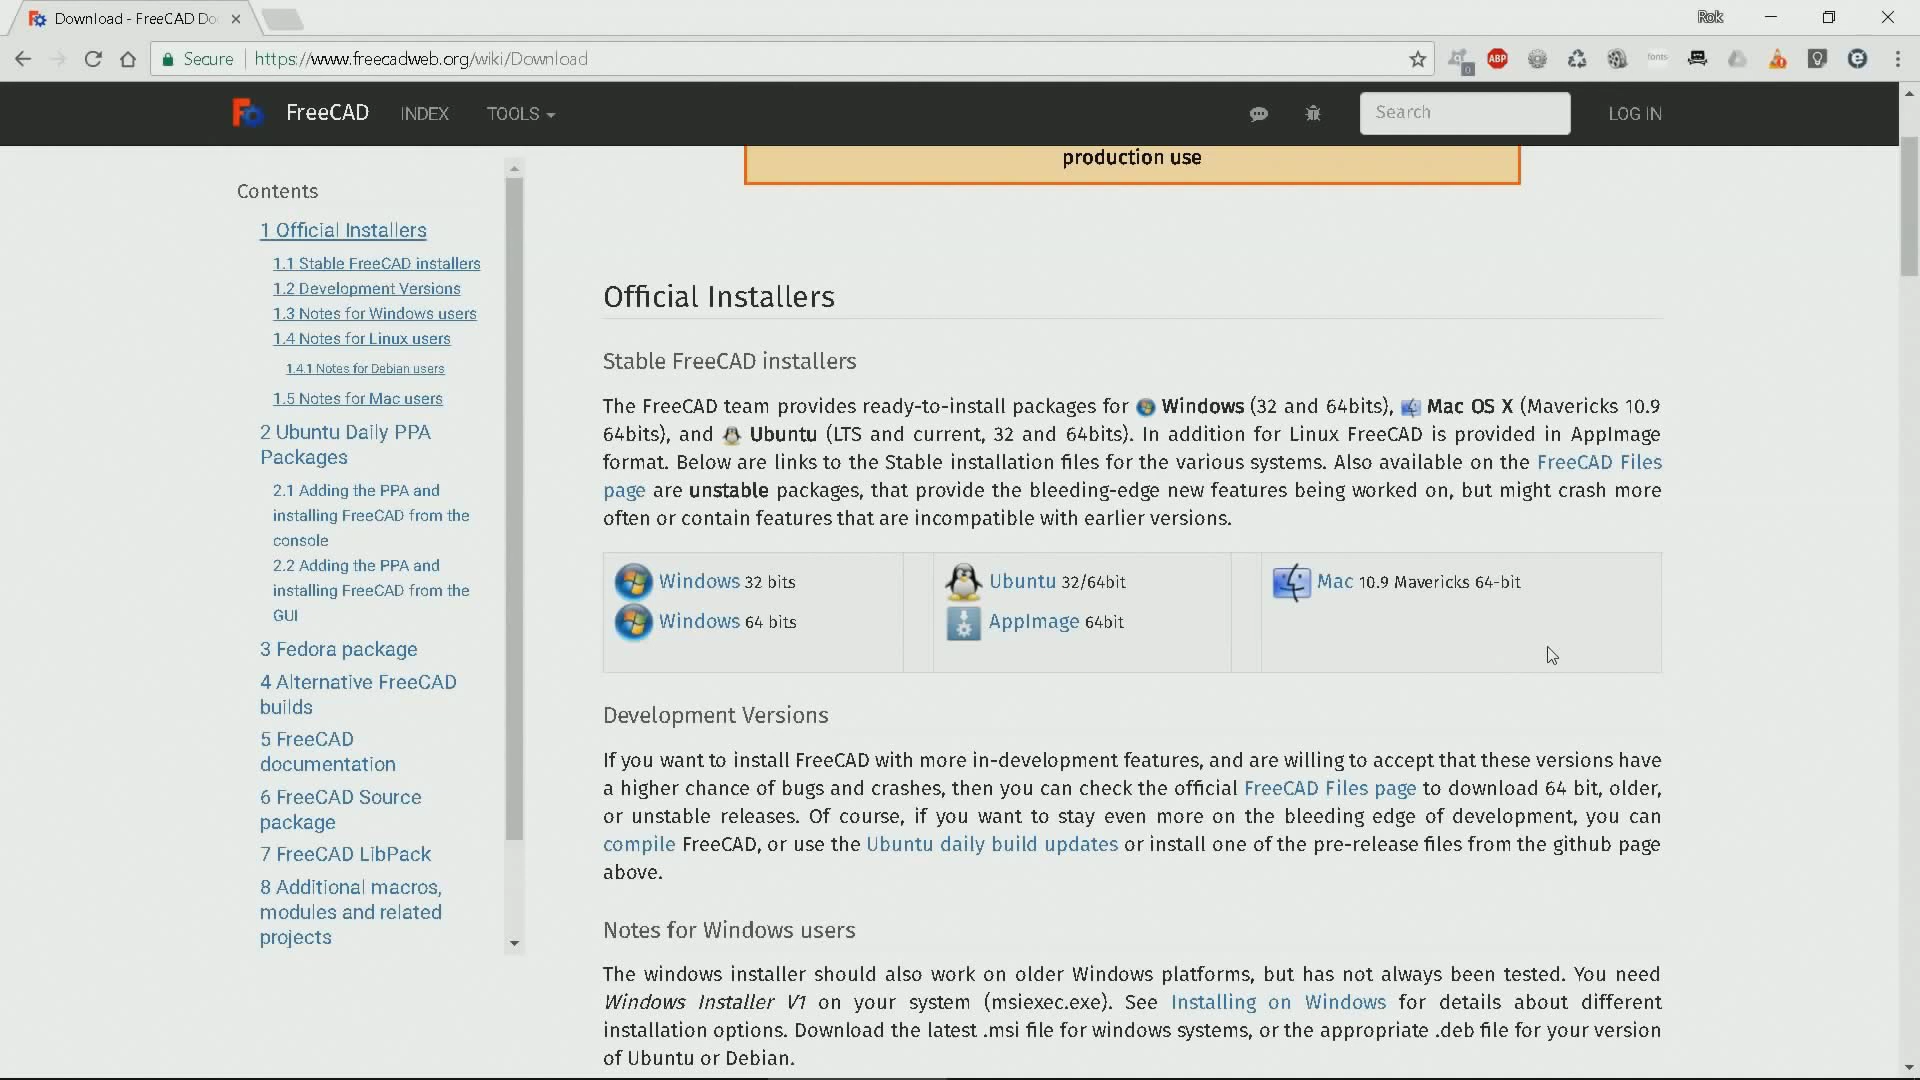 Download - FreeCAD Do
Rok
Secure
https://www.freecadweb.org/wiki/Download
0
ABP
fonts
FreeCAD
INDEX
TOOLS
Search
LOG IN
production use
Contents
1 Official Installers
1.1 Stable FreeCAD installers
1.2 Development Versions
1.3 Notes for Windows users
1.4 Notes for Linux users
1.4.1 Notes for Debian users
1.5 Notes for Mac users
2 Ubuntu Daily PPA
Packages
2.1 Adding the PPA and
installing FreeCAD from the
console
2.2 Adding the PPA and
installing FreeCAD from the
GUI
3 Fedora package
4 Alternative FreeCAD
builds
5 FreeCAD
documentation
6 FreeCAD Source
package
7 FreeCAD LibPack
8 Additional macros,
modules and related
projects
Official Installers
Stable FreeCAD installers
The FreeCAD team provides ready-to-install packages for Windows (32 and 64bits), Mac OS X (Mavericks 10.9
64bits), and Ubuntu (LTS and current, 32 and 64bits). In addition for Linux FreeCAD is provided in AppImage
format. Below are links to the Stable installation files for the various systems. Also available on the FreeCAD Files
page are unstable packages, that provide the bleeding-edge new features being worked on, but might crash more
often or contain features that are incompatible with earlier versions.
Windows 32 bits
Windows 64 bits
Ubuntu 32/64bit
AppImage 64bit
Mac 10.9 Mavericks 64-bit
Development Versions
If you want to install FreeCAD with more in-development features, and are willing to accept that these versions have
a higher chance of bugs and crashes, then you can check the official FreeCAD Files page to download 64 bit, older,
or unstable releases. Of course, if you want to stay even more on the bleeding edge of development, you can
compile FreeCAD, or use the Ubuntu daily build updates or install one of the pre-release files from the github page
above.
Notes for Windows users
The windows installer should also work on older Windows platforms, but has not always been tested. You need
Windows Installer V1 on your system (msiexec.exe). See Installing on Windows for details about different
installation options. Download the latest .msi file for windows systems, or the appropriate .deb file for your version
of Ubuntu or Debian.